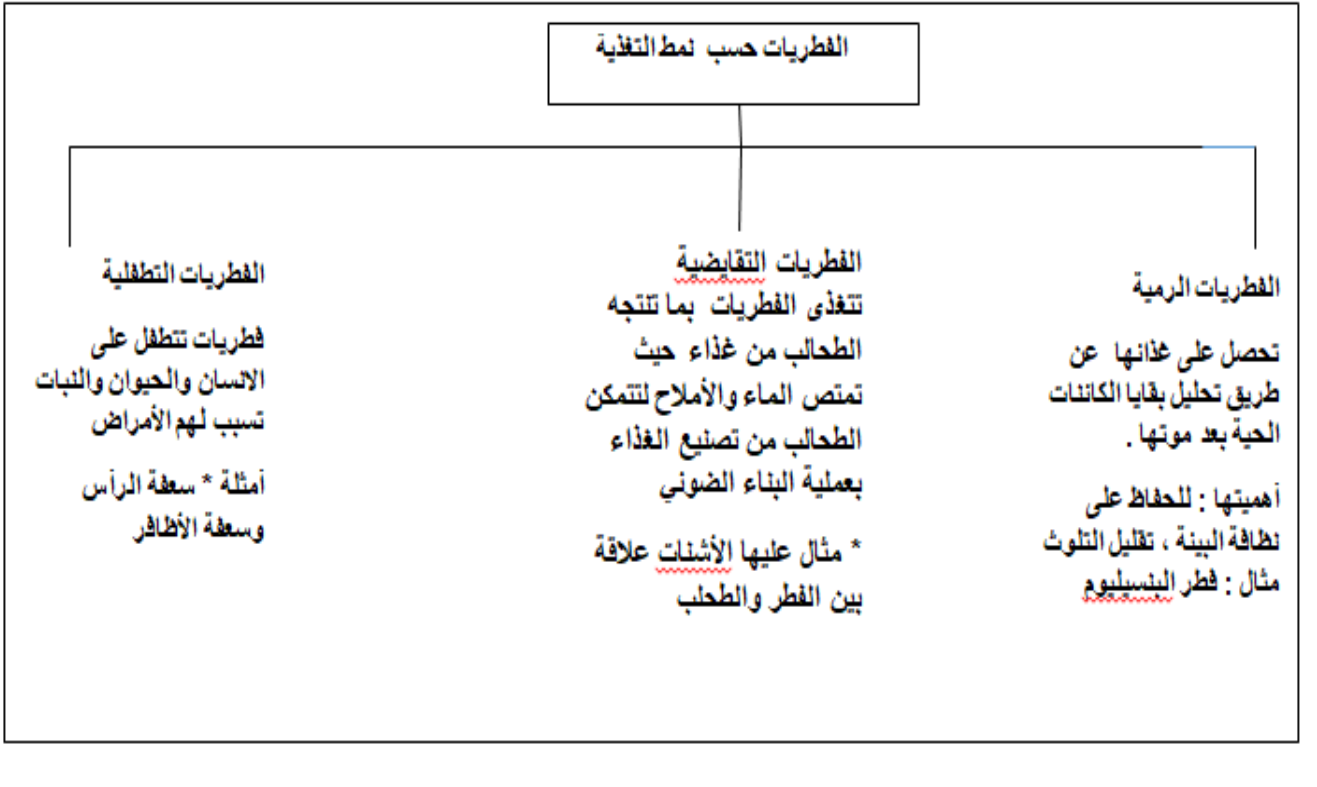 الفطريات حسب نمط التغذية
الفطريات الرمية
تحصل على غذائها عن
طريق تحليل بقايا الكائنات
الحية بعد موتها .
أهميتها : للحفاظ على
نظافة البيئة ، تقليل التلوث
مثال : فطر البنسيليوم
الفطريات التقايضية
تتغذى الفطريات بما تنتجه
الطحالب من غذاء حيث
تمتص الماء والأملاح لتتمكن
الطحالب من تصنيع الغذاء
بعملية البناء الضوئي
* مثال عليها الأشنات علاقة
بين الفطر والطحلب
الفطريات التطفلية
فطريات تتطفل على
الانسان والحيوان والنبات
تسبب لهم الأمراض
أمثلة * سعفة الرأس
وسعفة الأظافر